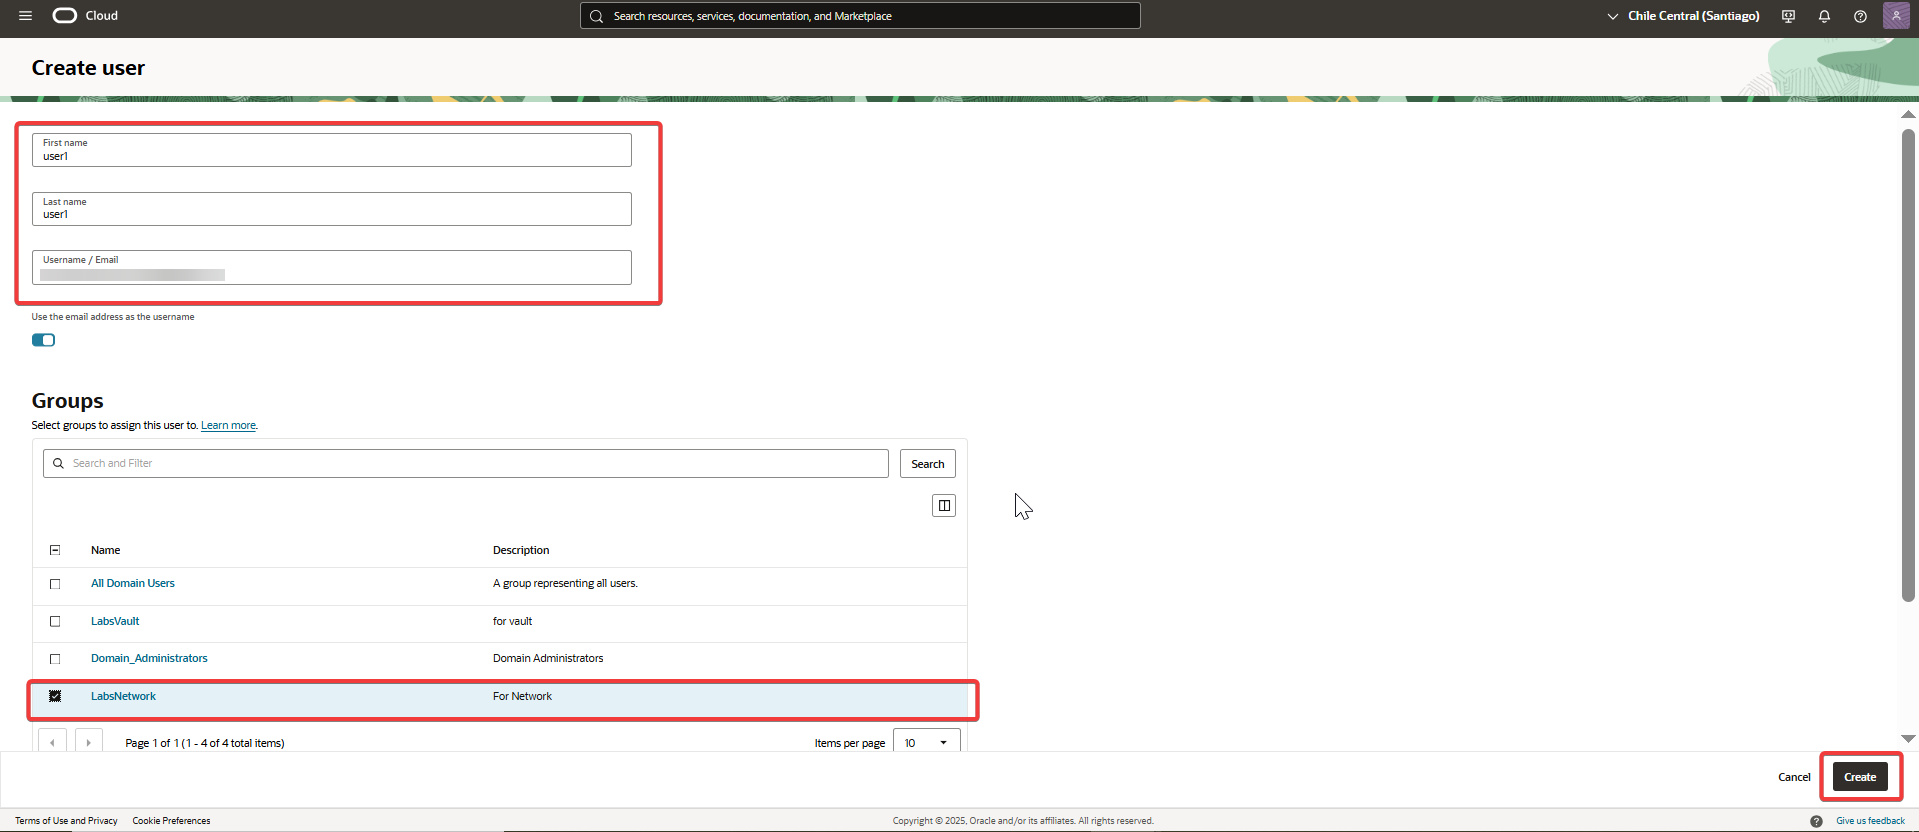 Cloud
Search resources, services, documentation, and Marketplace
Chile Central (Santiago)
Create user
First name
user1
Last name
user1
Username / Email
Use the email address as the username
Groups
Select groups to assign this user to. Learn more.
Search and Filter
Search
Name Description
All Domain Users A group representing all users.
LabsVault for vault
Domain_Administrators Domain Administrators
LabsNetwork For Network
Page 1 of 1 (1 - 4 of 4 total items) Items per page 10
Cancel Create
Terms of Use and Privacy Cookie Preferences Copyright © 2025, Oracle and/or its affiliates. All rights reserved. Give us feedback